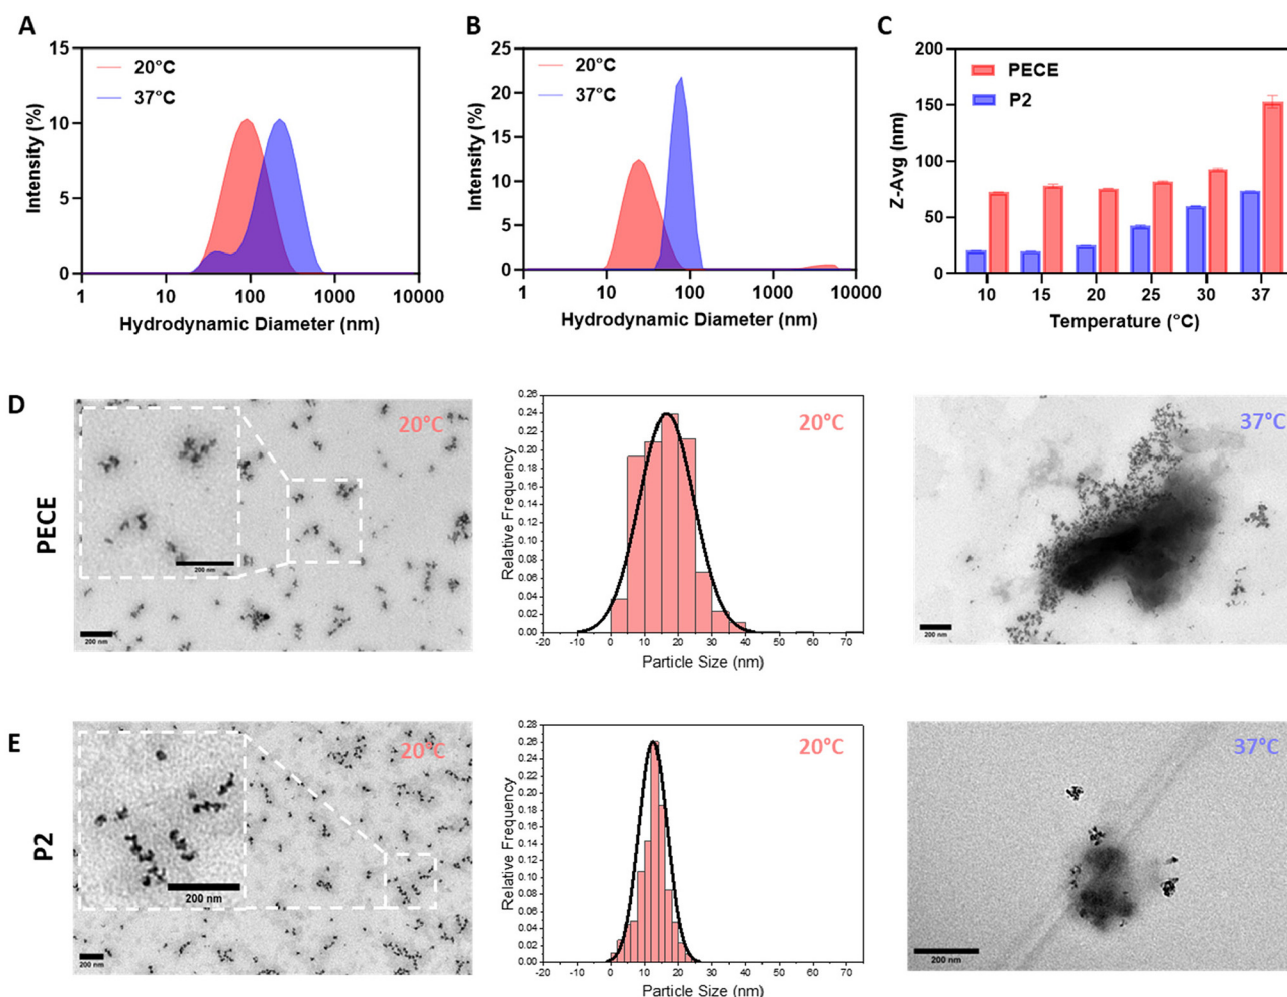 A
15
10
5
0
Intensity (%)
20°C
37°C
1
10
100
1000
10000
Hydrodynamic Diameter (nm)
B
25
20
15
10
5
0
Intensity (%)
20°C
37°C
1
10
100
1000
10000
Hydrodynamic Diameter (nm)
C
200
150
100
50
0
Z-Avg (nm)
PECE
P2
10
15
20
25
30
37
Temperature (°C)
D
PECE
20°C
200 nm
200 nm
0.26
0.24
0.22
0.20
0.18
0.16
0.14
0.12
0.10
0.08
0.06
0.04
0.02
0.00
Relative Frequency
20°C
-20
-10
0
10
20
30
40
50
60
70
Particle Size (nm)
37°C
200 nm
E
P2
20°C
200 nm
200 nm
0.28
0.26
0.24
0.22
0.20
0.18
0.16
0.14
0.12
0.10
0.08
0.06
0.04
0.02
0.00
Relative Frequency
20°C
-20
-10
0
10
20
30
40
50
60
70
Particle Size (nm)
37°C
200 nm